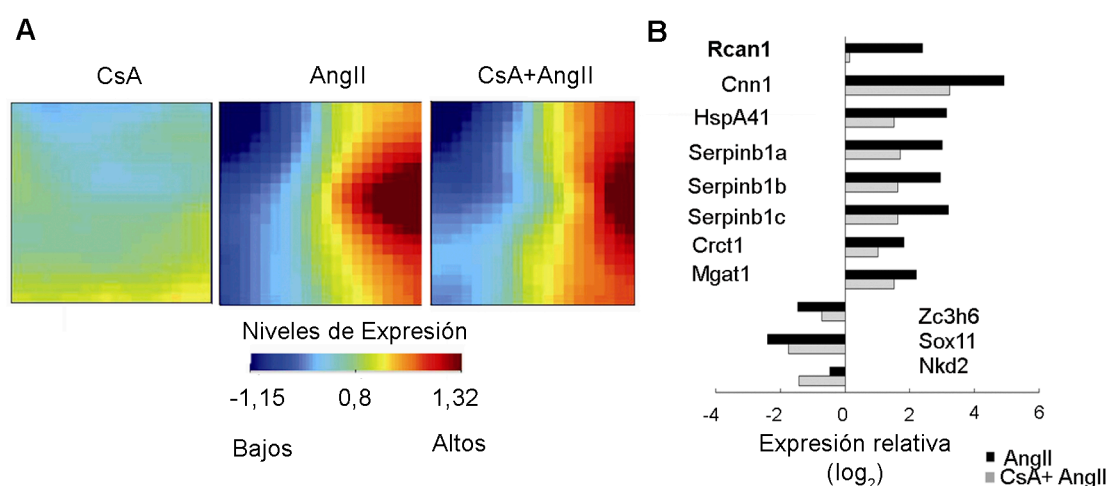 A
CsA
AngII
CsA+AngII
Niveles de Expresión
-1,15
0,8
1,32
Bajos
Altos
B
Rcan1
Cnn1
HspA41
Serpinb1a
Serpinb1b
Serpinb1c
Crct1
Mgat1
Zc3h6
Sox11
Nkd2
-4
-2
0
2
4
6
Expresión relativa
(log2)
AngII
CsA+ AngII